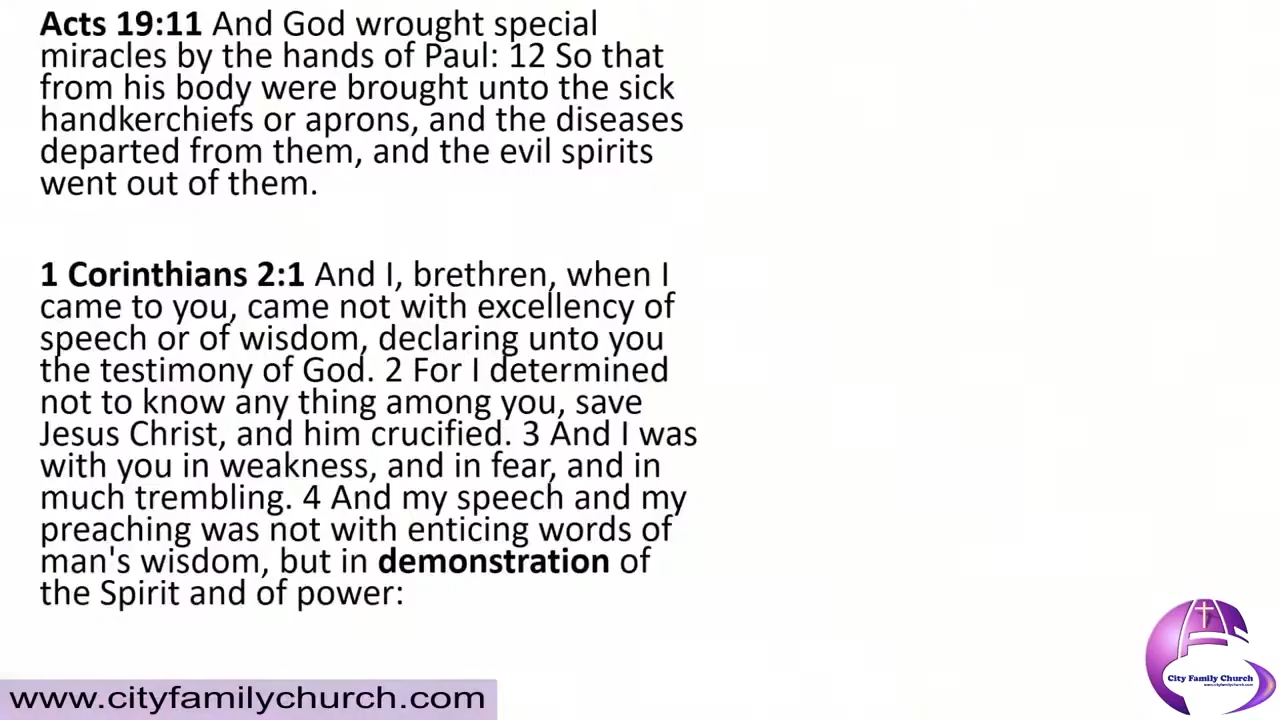 Acts 19:11 And God wrought special
miracles by the hands of Paul: 12 So that
from his body were brought unto the sick
handkerchiefs or aprons, and the diseases
departed from them, and the evil spirits
went out of them.
1 Corinthians 2:1 And I, brethren, when I
came to you, came not with excellency of
speech or of wisdom, declaring unto you
the testimony of God. 2 For I determined
not to know any thing among you, save
Jesus Christ, and him crucified. 3 And I was
with you in weakness, and in fear, and in
much trembling. 4 And my speech and my
preaching was not with enticing words of
man's wisdom, but in demonstration of
the Spirit and of power:
www.cityfamilychurch.com
City Family Church
www.cityfamilychurch.com